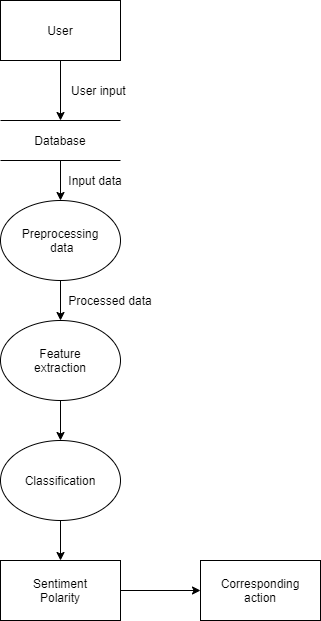 User
User input
Database
Input data
Preprocessing
data
Processed data
Feature
extraction
Classification
Sentiment
Polarity
Corresponding
action